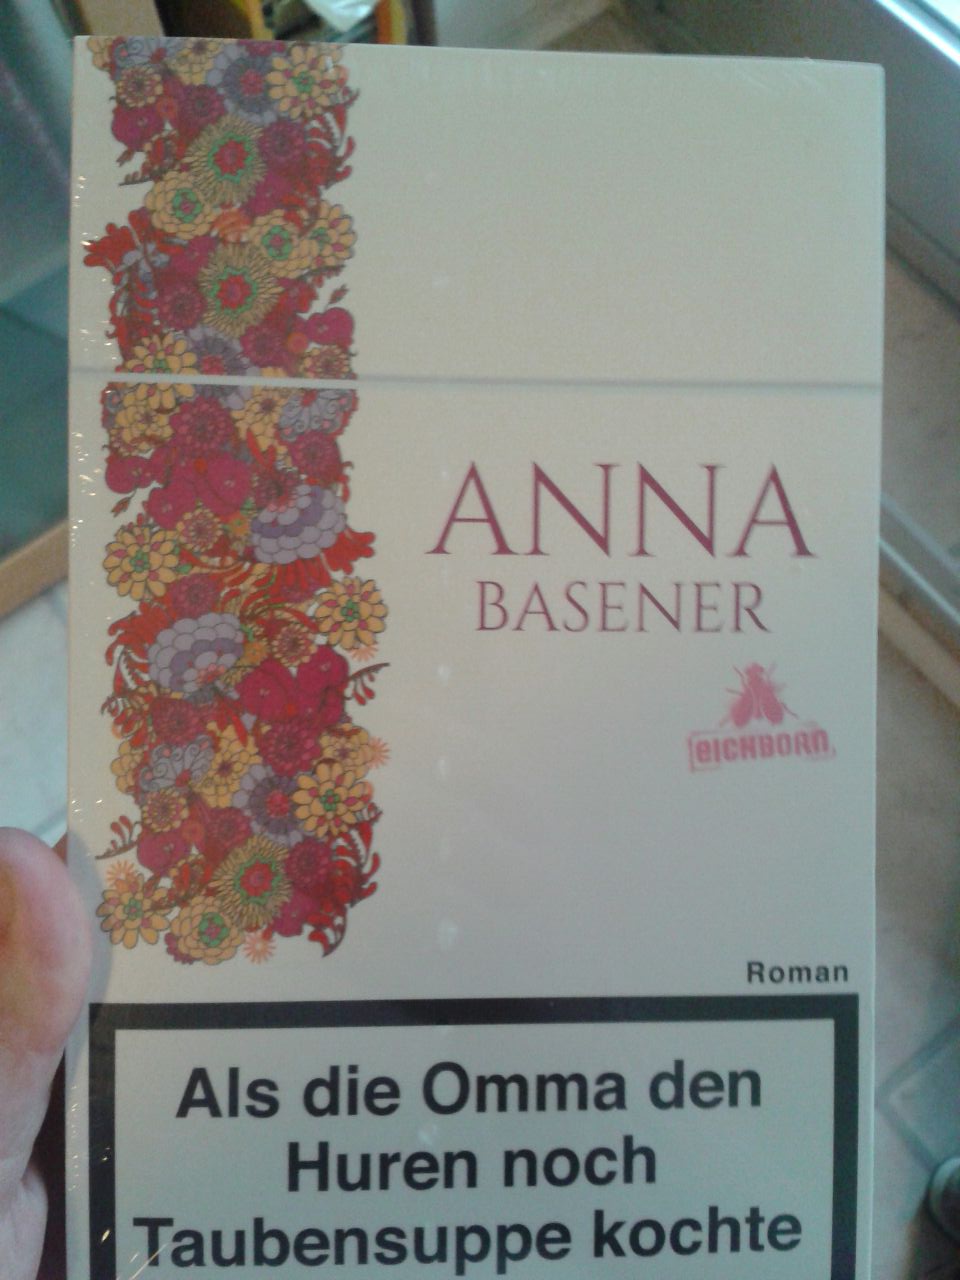 ANNA
BASENER
eICHBORN
Roman
Als die Omma den
Huren noch
Taubensuppe kochte